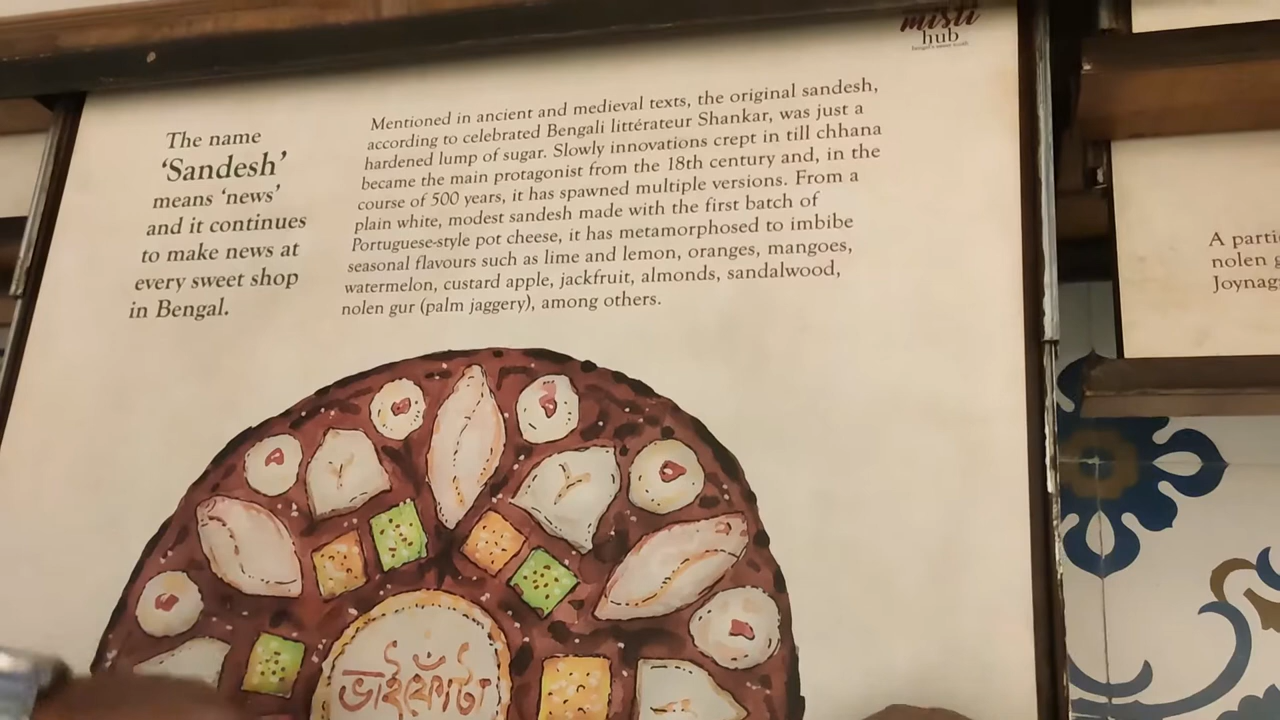 misti
hub
bengal's sweet tooth
The name
‘Sandesh’
means ‘news’
and it continues
to make news at
every sweet shop
in Bengal.
Mentioned in ancient and medieval texts, the original sandesh,
according to celebrated Bengali littérateur Shankar, was just a
hardened lump of sugar. Slowly innovations crept in till chhana
became the main protagonist from the 18th century and, in the
course of 500 years, it has spawned multiple versions. From a
plain white, modest sandesh made with the first batch of
Portuguese-style pot cheese, it has metamorphosed to imbibe
seasonal flavours such as lime and lemon, oranges, mangoes,
watermelon, custard apple, jackfruit, almonds, sandalwood,
nolen gur (palm jaggery), among others.
ভাইফোঁটা
A parti
nolen g
Joynag